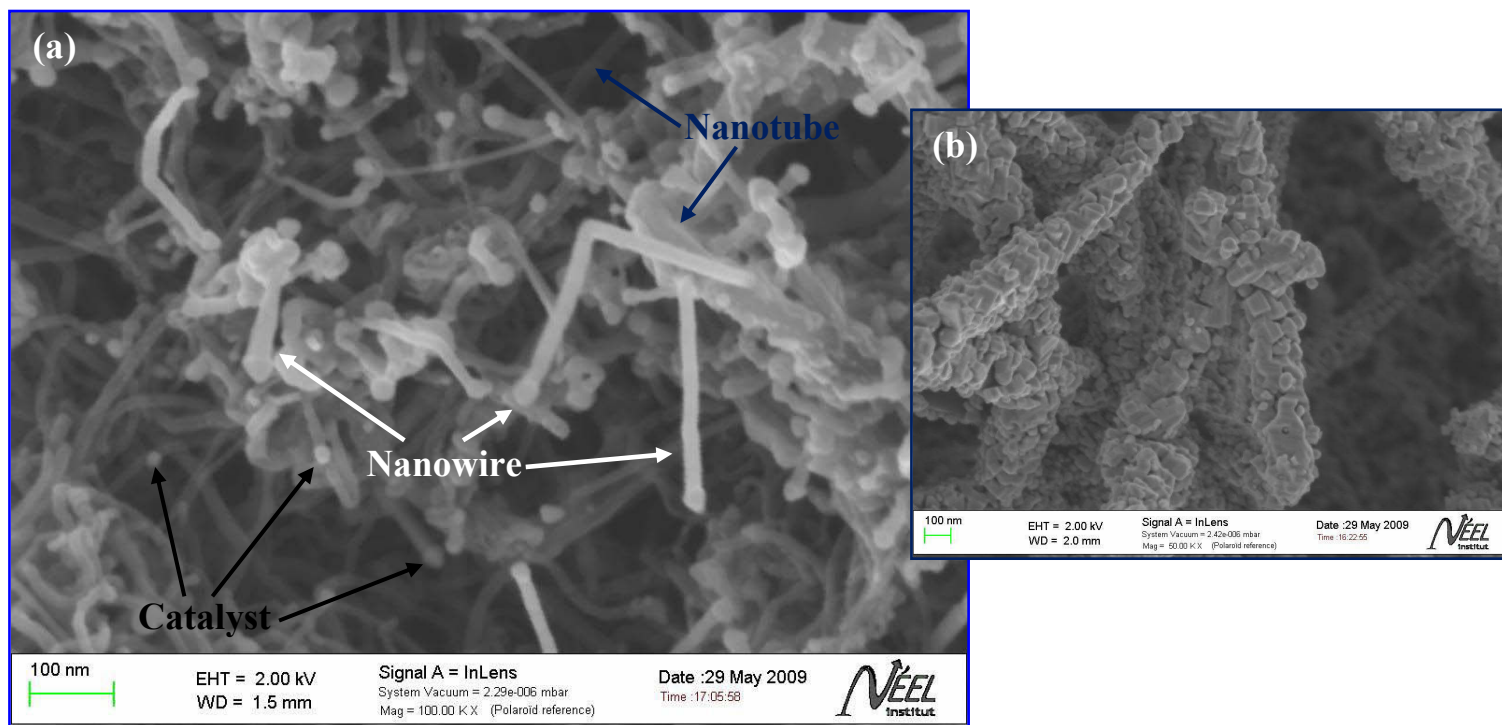 (a)
Nanotube
Nanowire
Catalyst
100 nm
EHT = 2.00 kV
WD = 1.5 mm
Signal A = InLens
System Vacuum = 2.29e-006 mbar
Mag = 100.00 K X (Polaroid reference)
Date :29 May 2009
Time :17:05:58
NÉEL
institut
(b)
100 nm
EHT = 2.00 kV
WD = 2.0 mm
Signal A = InLens
System Vacuum = 2.42e-006 mbar
Mag = 50.00 K X (Polaroid reference)
Date :29 May 2009
Time :16:22:55
NÉEL
institut